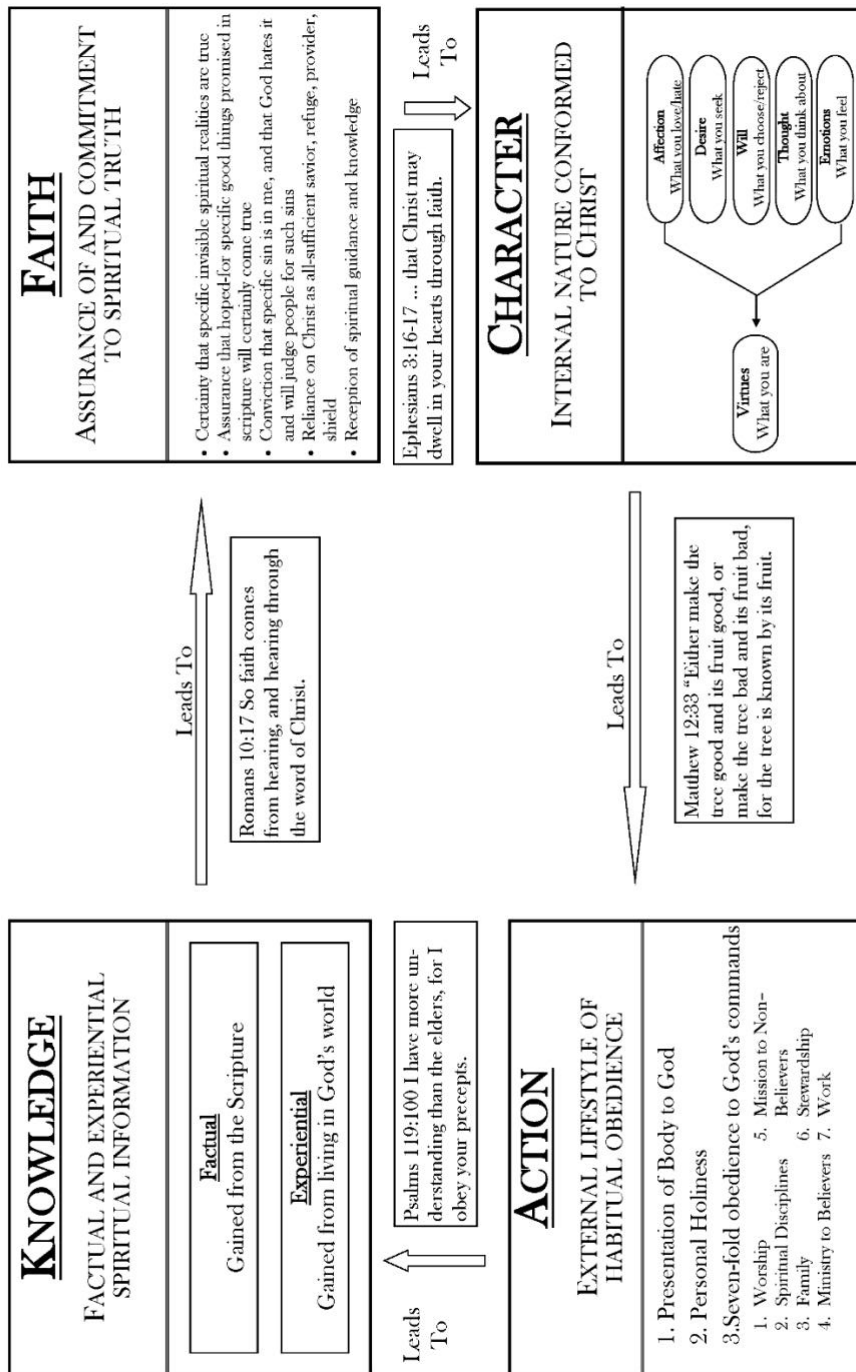 KNOWLEDGE
FACTUAL AND EXPERIENTIAL
SPIRITUAL INFORMATION
Factual
Gained from the Scripture
Experiential
Gained from living in God's world
Leads To
Romans 10:17 So faith comes
from hearing, and hearing through
the word of Christ.
FAITH
ASSURANCE OF AND COMMITMENT
TO SPIRITUAL TRUTH
• Certainty that specific invisible spiritual realities are true
• Assurance that hoped-for specific good things promised in
scripture will certainly come true
• Conviction that specific sin is in me, and that God hates it
and will judge people for such sins
• Reliance on Christ as all-sufficient savior, refuge, provider,
shield
• Reception of spiritual guidance and knowledge
Leads
To
Psalms 119:100 I have more un-
derstanding than the elders, for I
obey your precepts.
Ephesians 3:16-17 ... that Christ may
dwell in your hearts through faith.
Leads
To
ACTION
EXTERNAL LIFESTYLE OF
HABITUAL OBEDIENCE
1. Presentation of Body to God
2. Personal Holiness
3.Seven-fold obedience to God's commands
1. Worship
2. Spiritual Disciplines
3. Family
4. Ministry to Believers
5. Mission to Non-
Believers
6. Stewardship
7. Work
Leads To
Matthew 12:33 “Either make the
tree good and its fruit good, or
make the tree bad and its fruit bad,
for the tree is known by its fruit.
CHARACTER
INTERNAL NATURE CONFORMED
TO CHRIST
Virtues
What you are
Affection
What you love/hate
Desire
What you seek
Will
What you choose/reject
Thought
What you think about
Emotions
What you feel